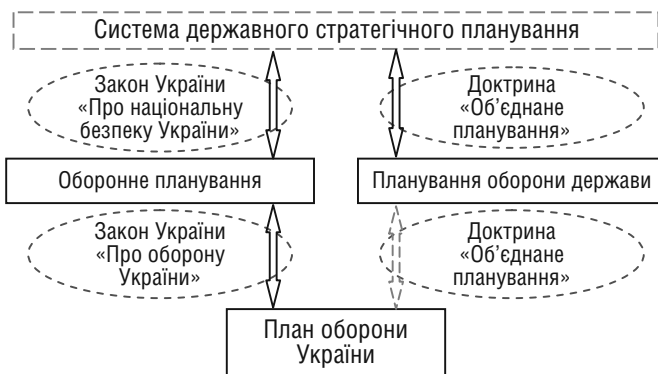 Система державного стратегічного планування
Закон України
«Про національну
безпеку України»
Доктрина
«Об’єднане
планування»
Оборонне планування
Планування оборони держави
Закон України
«Про оборону
України»
Доктрина
«Об’єднане
планування»
План оборони
України